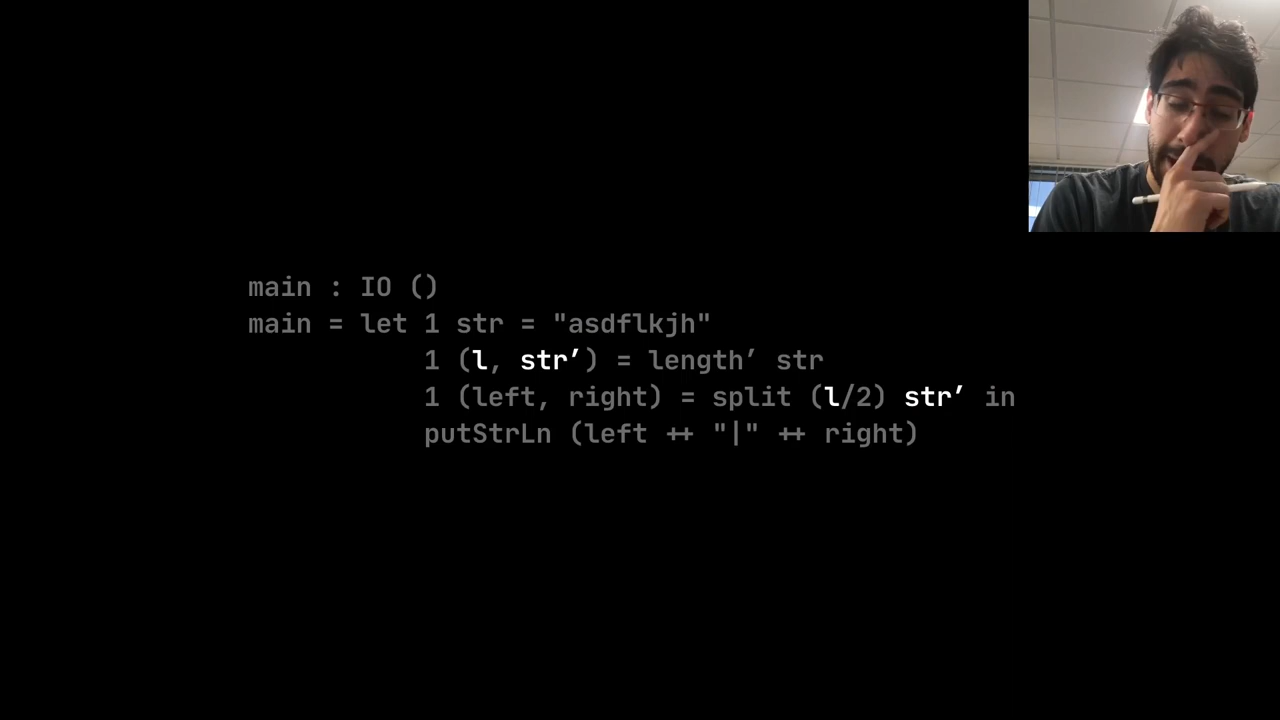 main : IO ()
main = let 1 str = "asdflkjh"
1 (l, str′) = length′ str
1 (left, right) = split (l/2) str′ in
putStrLn (left ++ "|" ++ right)